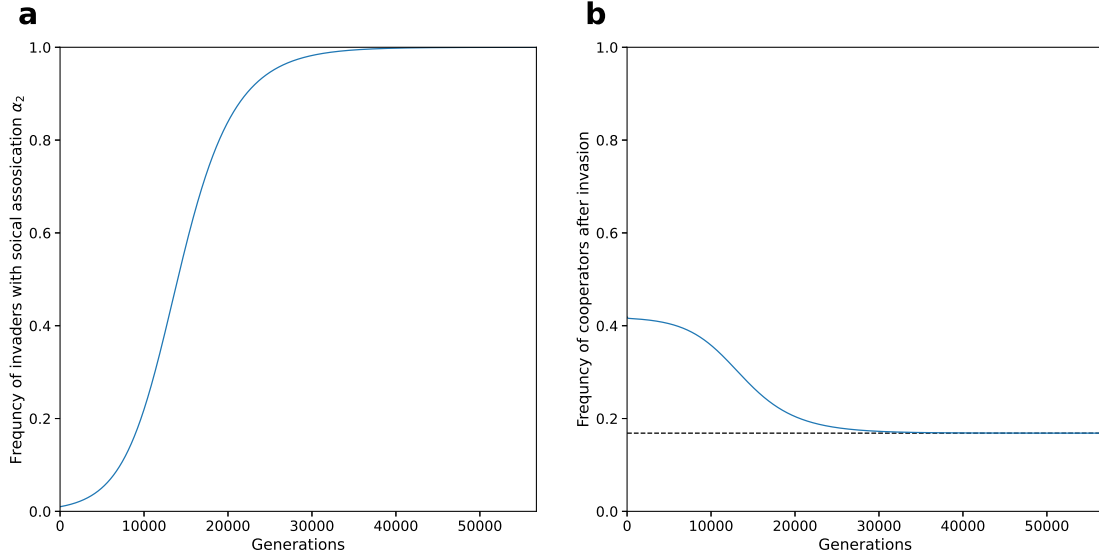 a
b
1.0
0.8
0.6
0.4
0.2
0.0
0 10000 20000 30000 40000 50000
Generations
Frequncy of invaders with soical assosication α₂
1.0
0.8
0.6
0.4
0.2
0.0
0 10000 20000 30000 40000 50000
Generations
Frequncy of cooperators after invasion